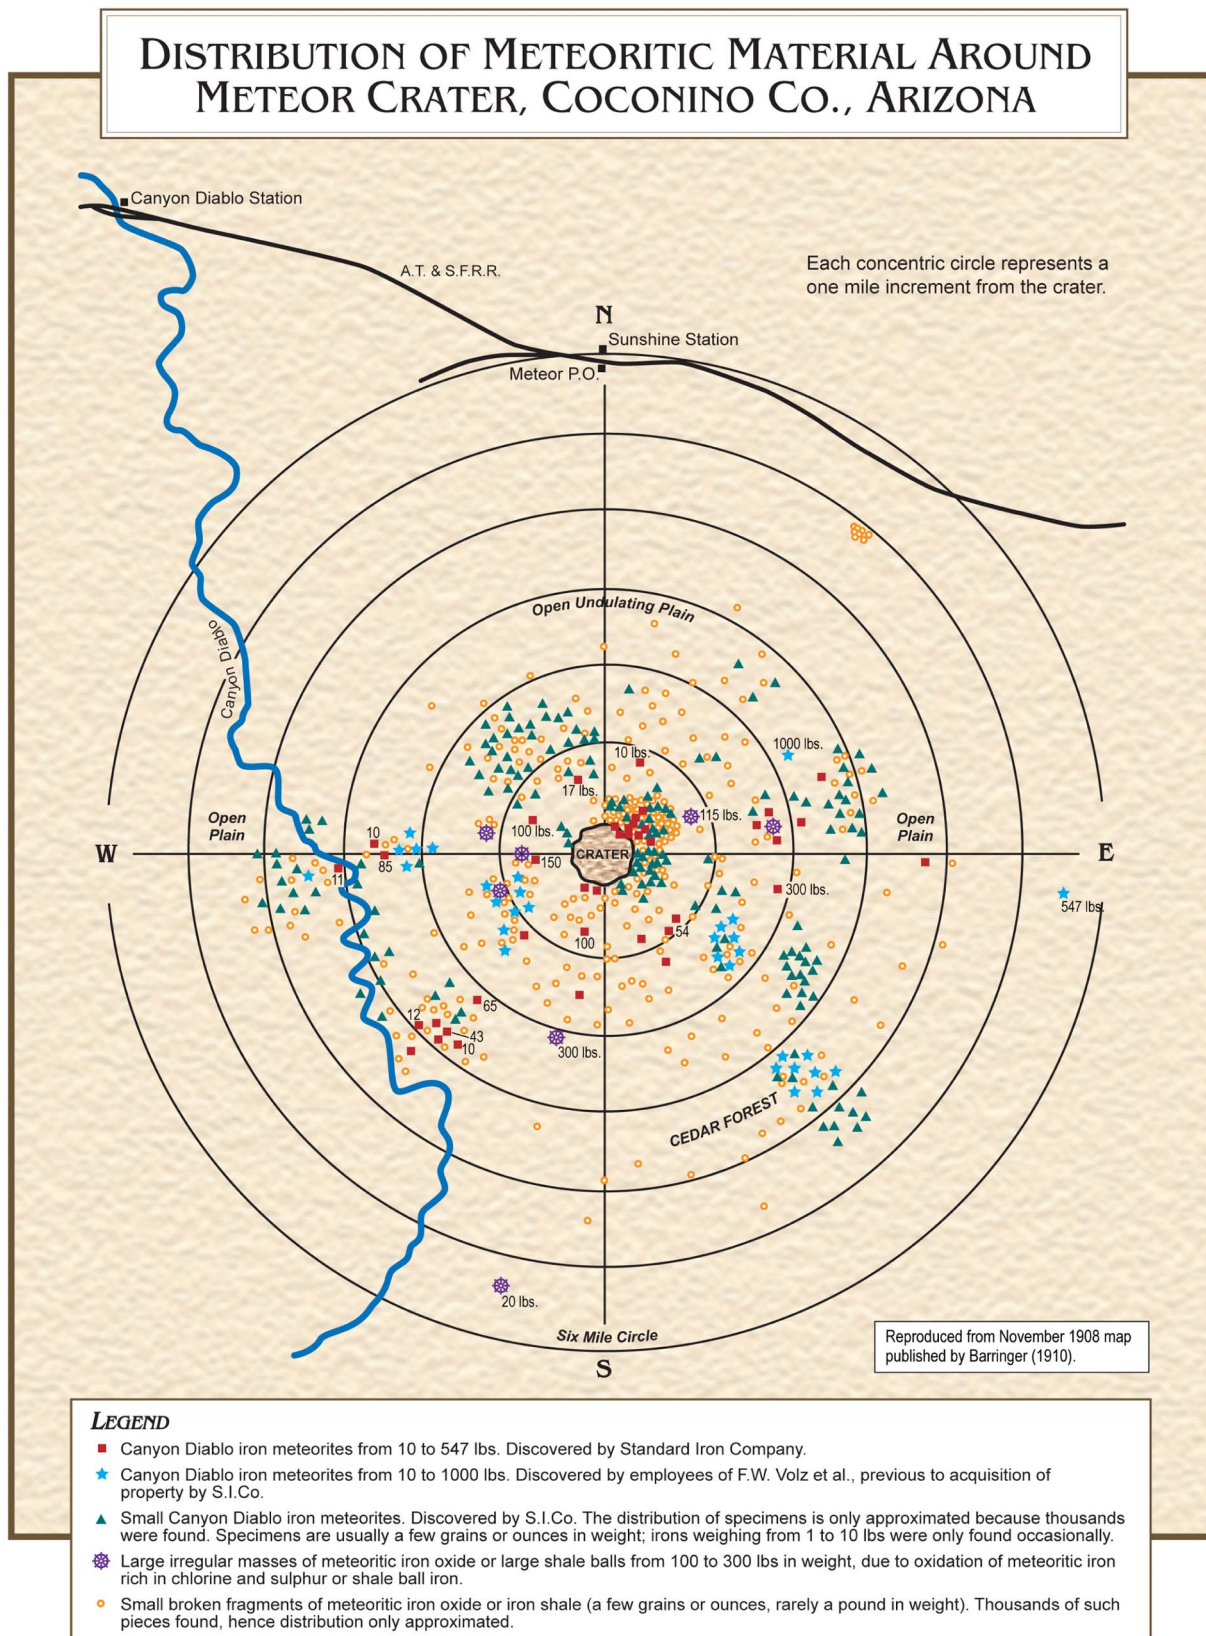 DISTRIBUTION OF METEORITIC MATERIAL AROUND
METEOR CRATER, COCONINO CO., ARIZONA
Canyon Diablo Station
A.T. & S.F.R.R.
Each concentric circle represents a
one mile increment from the crater.
N
Sunshine Station
Meteor P.O.
Open Undulating Plain
Canyon Diablo
1000 lbs.
10 lbs.
17 lbs.
115 lbs.
Open
Plain
100 lbs.
Open
Plain
10
W
CRATER
E
85
150
11
300 lbs.
547 lbs.
100
54
65
12
43
10
300 lbs.
CEDAR FOREST
20 lbs.
Six Mile Circle
S
Reproduced from November 1908 map
published by Barringer (1910).
LEGEND
Canyon Diablo iron meteorites from 10 to 547 lbs. Discovered by Standard Iron Company.
Canyon Diablo iron meteorites from 10 to 1000 lbs. Discovered by employees of F.W. Volz et al., previous to acquisition of
property by S.I.Co.
Small Canyon Diablo iron meteorites. Discovered by S.I.Co. The distribution of specimens is only approximated because thousands
were found. Specimens are usually a few grains or ounces in weight; irons weighing from 1 to 10 lbs were only found occasionally.
Large irregular masses of meteoritic iron oxide or large shale balls from 100 to 300 lbs in weight, due to oxidation of meteoritic iron
rich in chlorine and sulphur or shale ball iron.
Small broken fragments of meteoritic iron oxide or iron shale (a few grains or ounces, rarely a pound in weight). Thousands of such
pieces found, hence distribution only approximated.